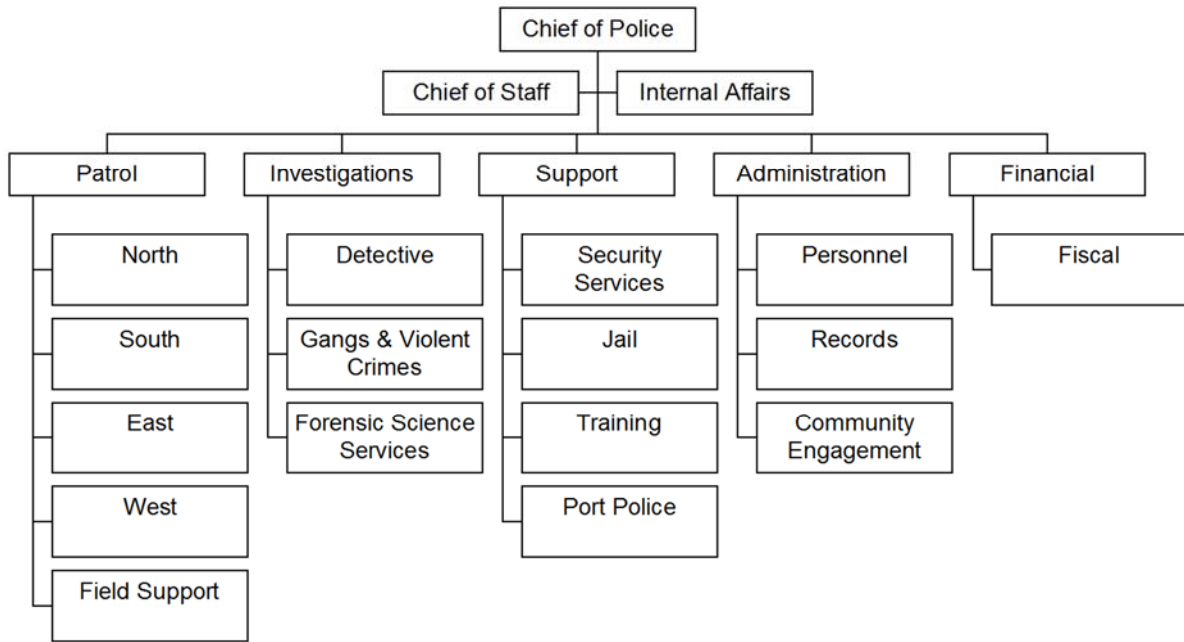 Chief of Police
Chief of Staff
Internal Affairs
Patrol
Investigations
Support
Administration
Financial
North
South
East
West
Field Support
Detective
Gangs & Violent
Crimes
Forensic Science
Services
Security
Services
Jail
Training
Port Police
Personnel
Records
Community
Engagement
Fiscal